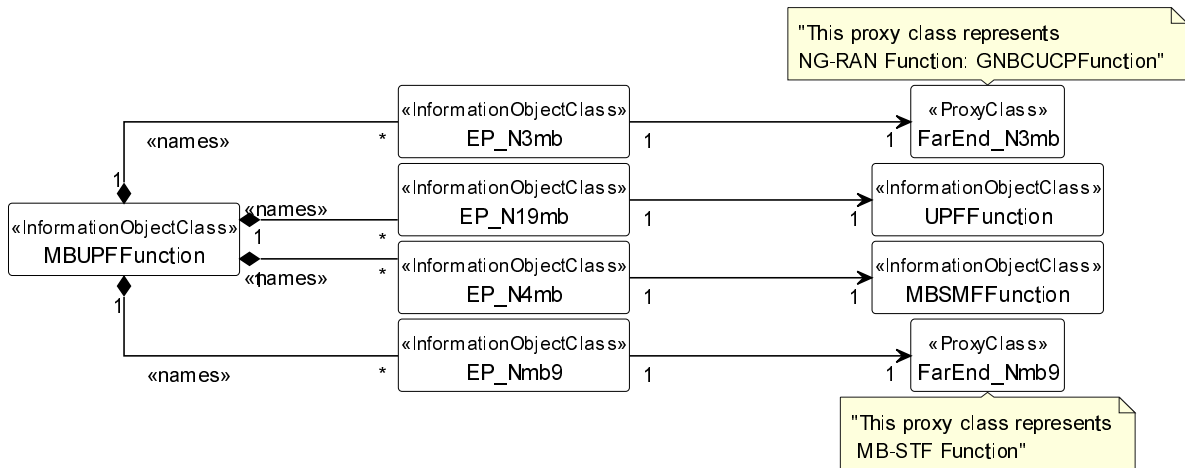 "This proxy class represents
NG-RAN Function: GNBCUCPFunction"
«InformationObjectClass»
EP_N3mb
«ProxyClass»
FarEnd_N3mb
«names»
*
1
1
1
«InformationObjectClass»
EP_N19mb
«InformationObjectClass»
UPFFunction
«names»
1
*
1
1
«InformationObjectClass»
MBUPFFunction
«InformationObjectClass»
EP_N4mb
«InformationObjectClass»
MBSMFFunction
«names»
1
*
1
1
«InformationObjectClass»
EP_Nmb9
«ProxyClass»
FarEnd_Nmb9
1
«names»
*
1
1
"This proxy class represents
MB-STF Function"